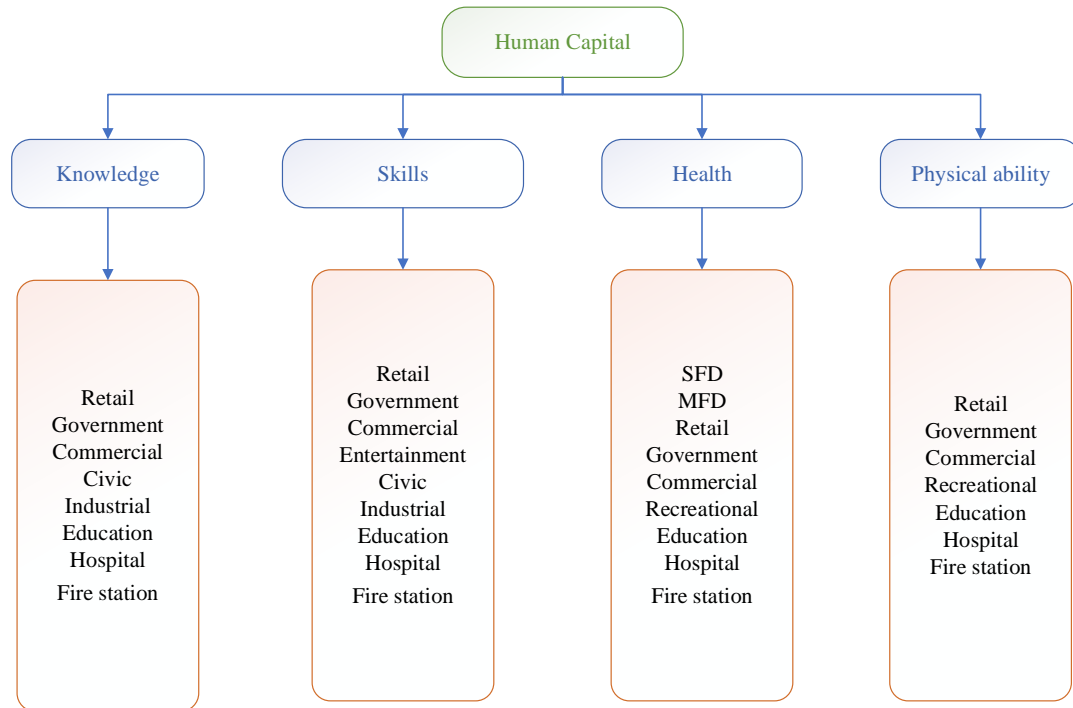 Human Capital
Knowledge
Skills
Health
Physical ability
Retail
Government
Commercial
Civic
Industrial
Education
Hospital
Fire station
Retail
Government
Commercial
Entertainment
Civic
Industrial
Education
Hospital
Fire station
SFD
MFD
Retail
Government
Commercial
Recreational
Education
Hospital
Fire station
Retail
Government
Commercial
Recreational
Education
Hospital
Fire station